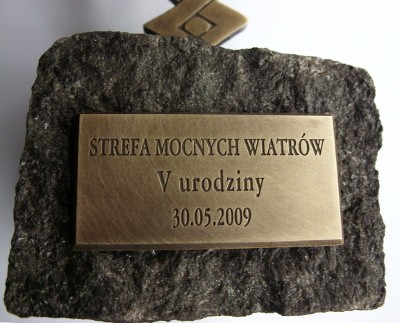 STREFA MOCNYCH WIATRÓW
V urodziny
30.05.2009